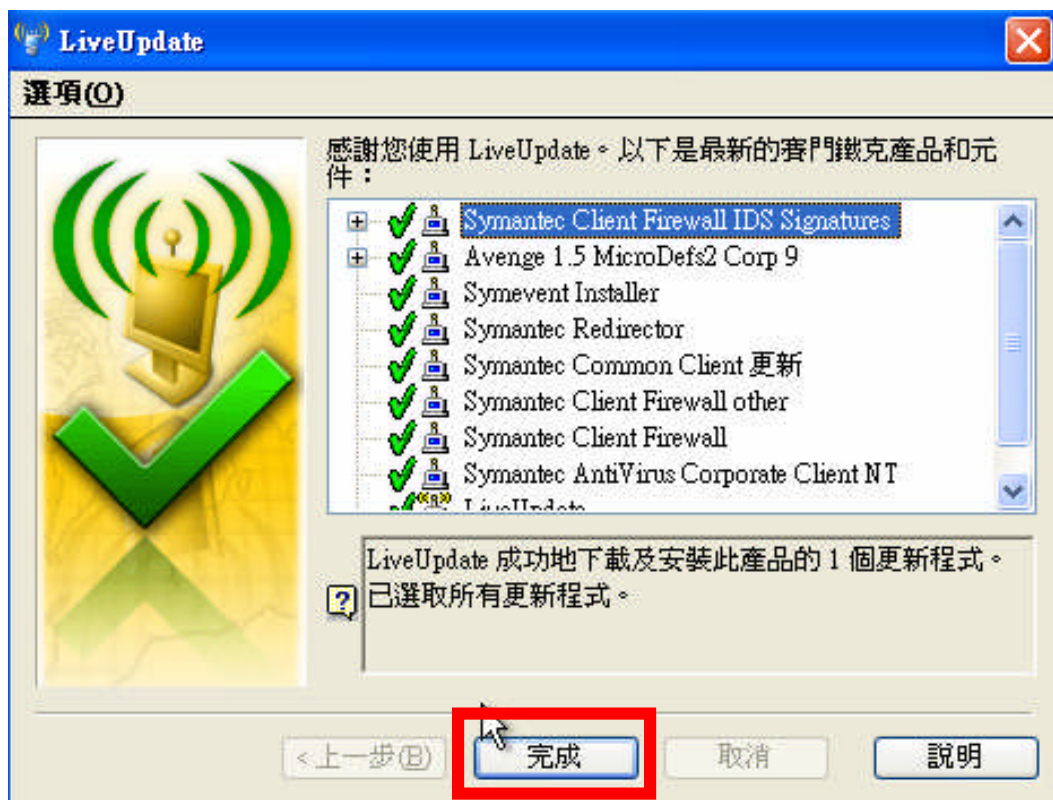 LiveUpdate
選項(O)
感謝您使用 LiveUpdate。以下是最新的賽門鐵克產品和元
件：
Symantec Client Firewall IDS Signatures
Avenge 1.5 MicroDefs2 Corp 9
Symevent Installer
Symantec Redirector
Symantec Common Client 更新
Symantec Client Firewall other
Symantec Client Firewall
Symantec AntiVirus Corporate Client NT
LiveUpdate
LiveUpdate 成功地下載及安裝此產品的 1 個更新程式。
已選取所有更新程式。
<上一步(B) 完成 取消 說明